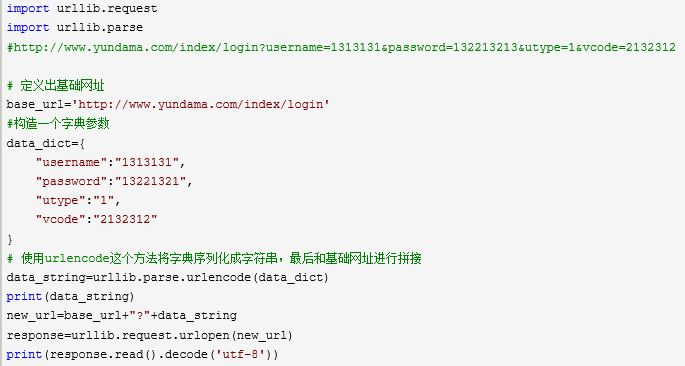 import urllib.request
import urllib.parse
#http://www.yundama.com/index/login?username=1313131&password=132213213&utype=1&vcode=2132312
# 定义出基础网址
base_url='http://www.yundama.com/index/login'
#构造一个字典参数
data_dict={
    "username":"1313131",
    "password":"13221321",
    "utype":"1",
    "vcode":"2132312"
}
# 使用urlencode这个方法将字典序列化成字符串，最后和基础网址进行拼接
data_string=urllib.parse.urlencode(data_dict)
print(data_string)
new_url=base_url+"?"+data_string
response=urllib.request.urlopen(new_url)
print(response.read().decode('utf-8'))